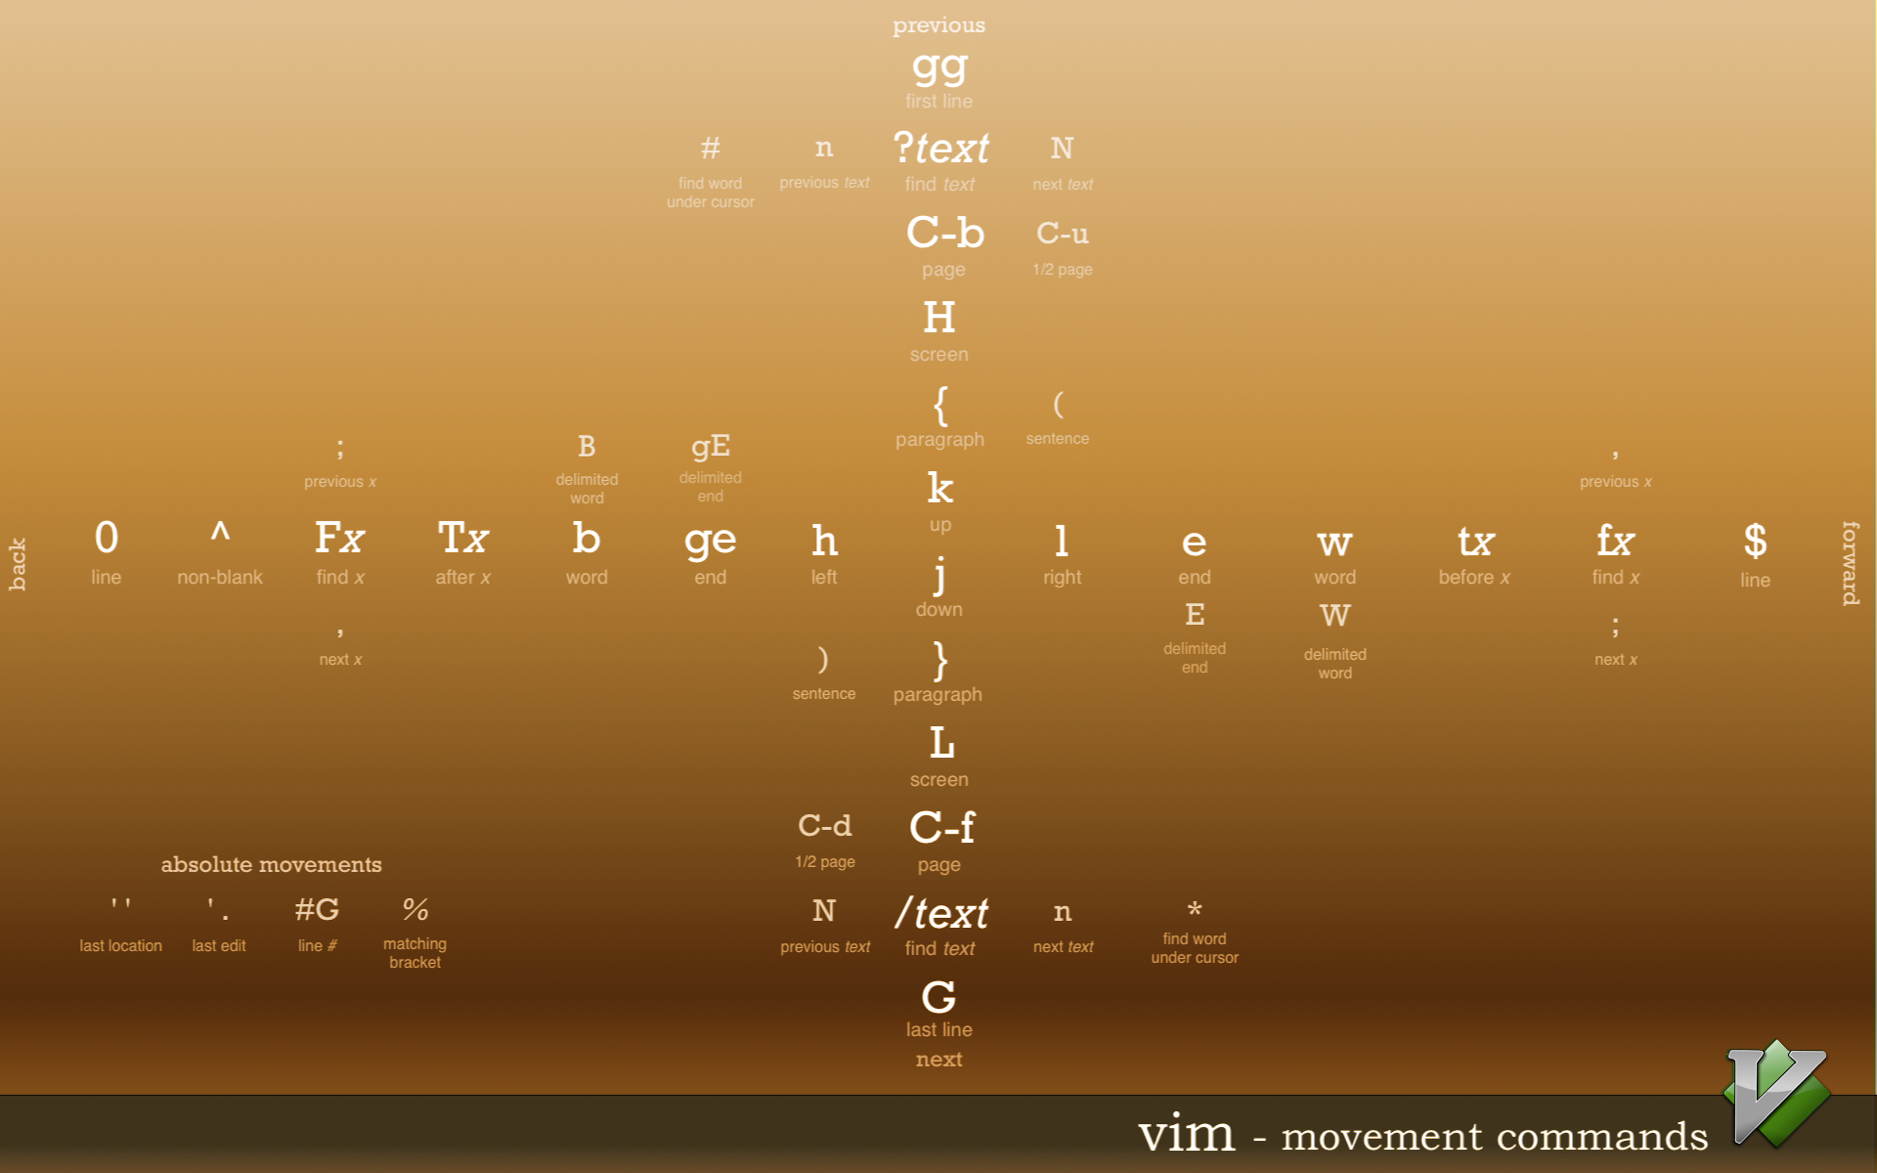 previous
gg
first line
# n ?text N
find word previous text find text next text
under cursor
C-b C-u
page 1/2 page
H
screen
{ (
paragraph sentence
; B gE ,
previous x delimited delimited previous x
word end
k
up
back 0 ^ Fx Tx b ge h l e w tx fx $ forward
line non-blank find x after x word end left right end word before x find x line
j
down
, E W ;
next x delimited delimited next x
end word
) }
sentence paragraph
L
screen
C-d C-f
1/2 page page
absolute movements
'' '. #G %
last location last edit line # matching
bracket
N /text n *
previous text find text next text find word
under cursor
G
last line
next
vim - movement commands